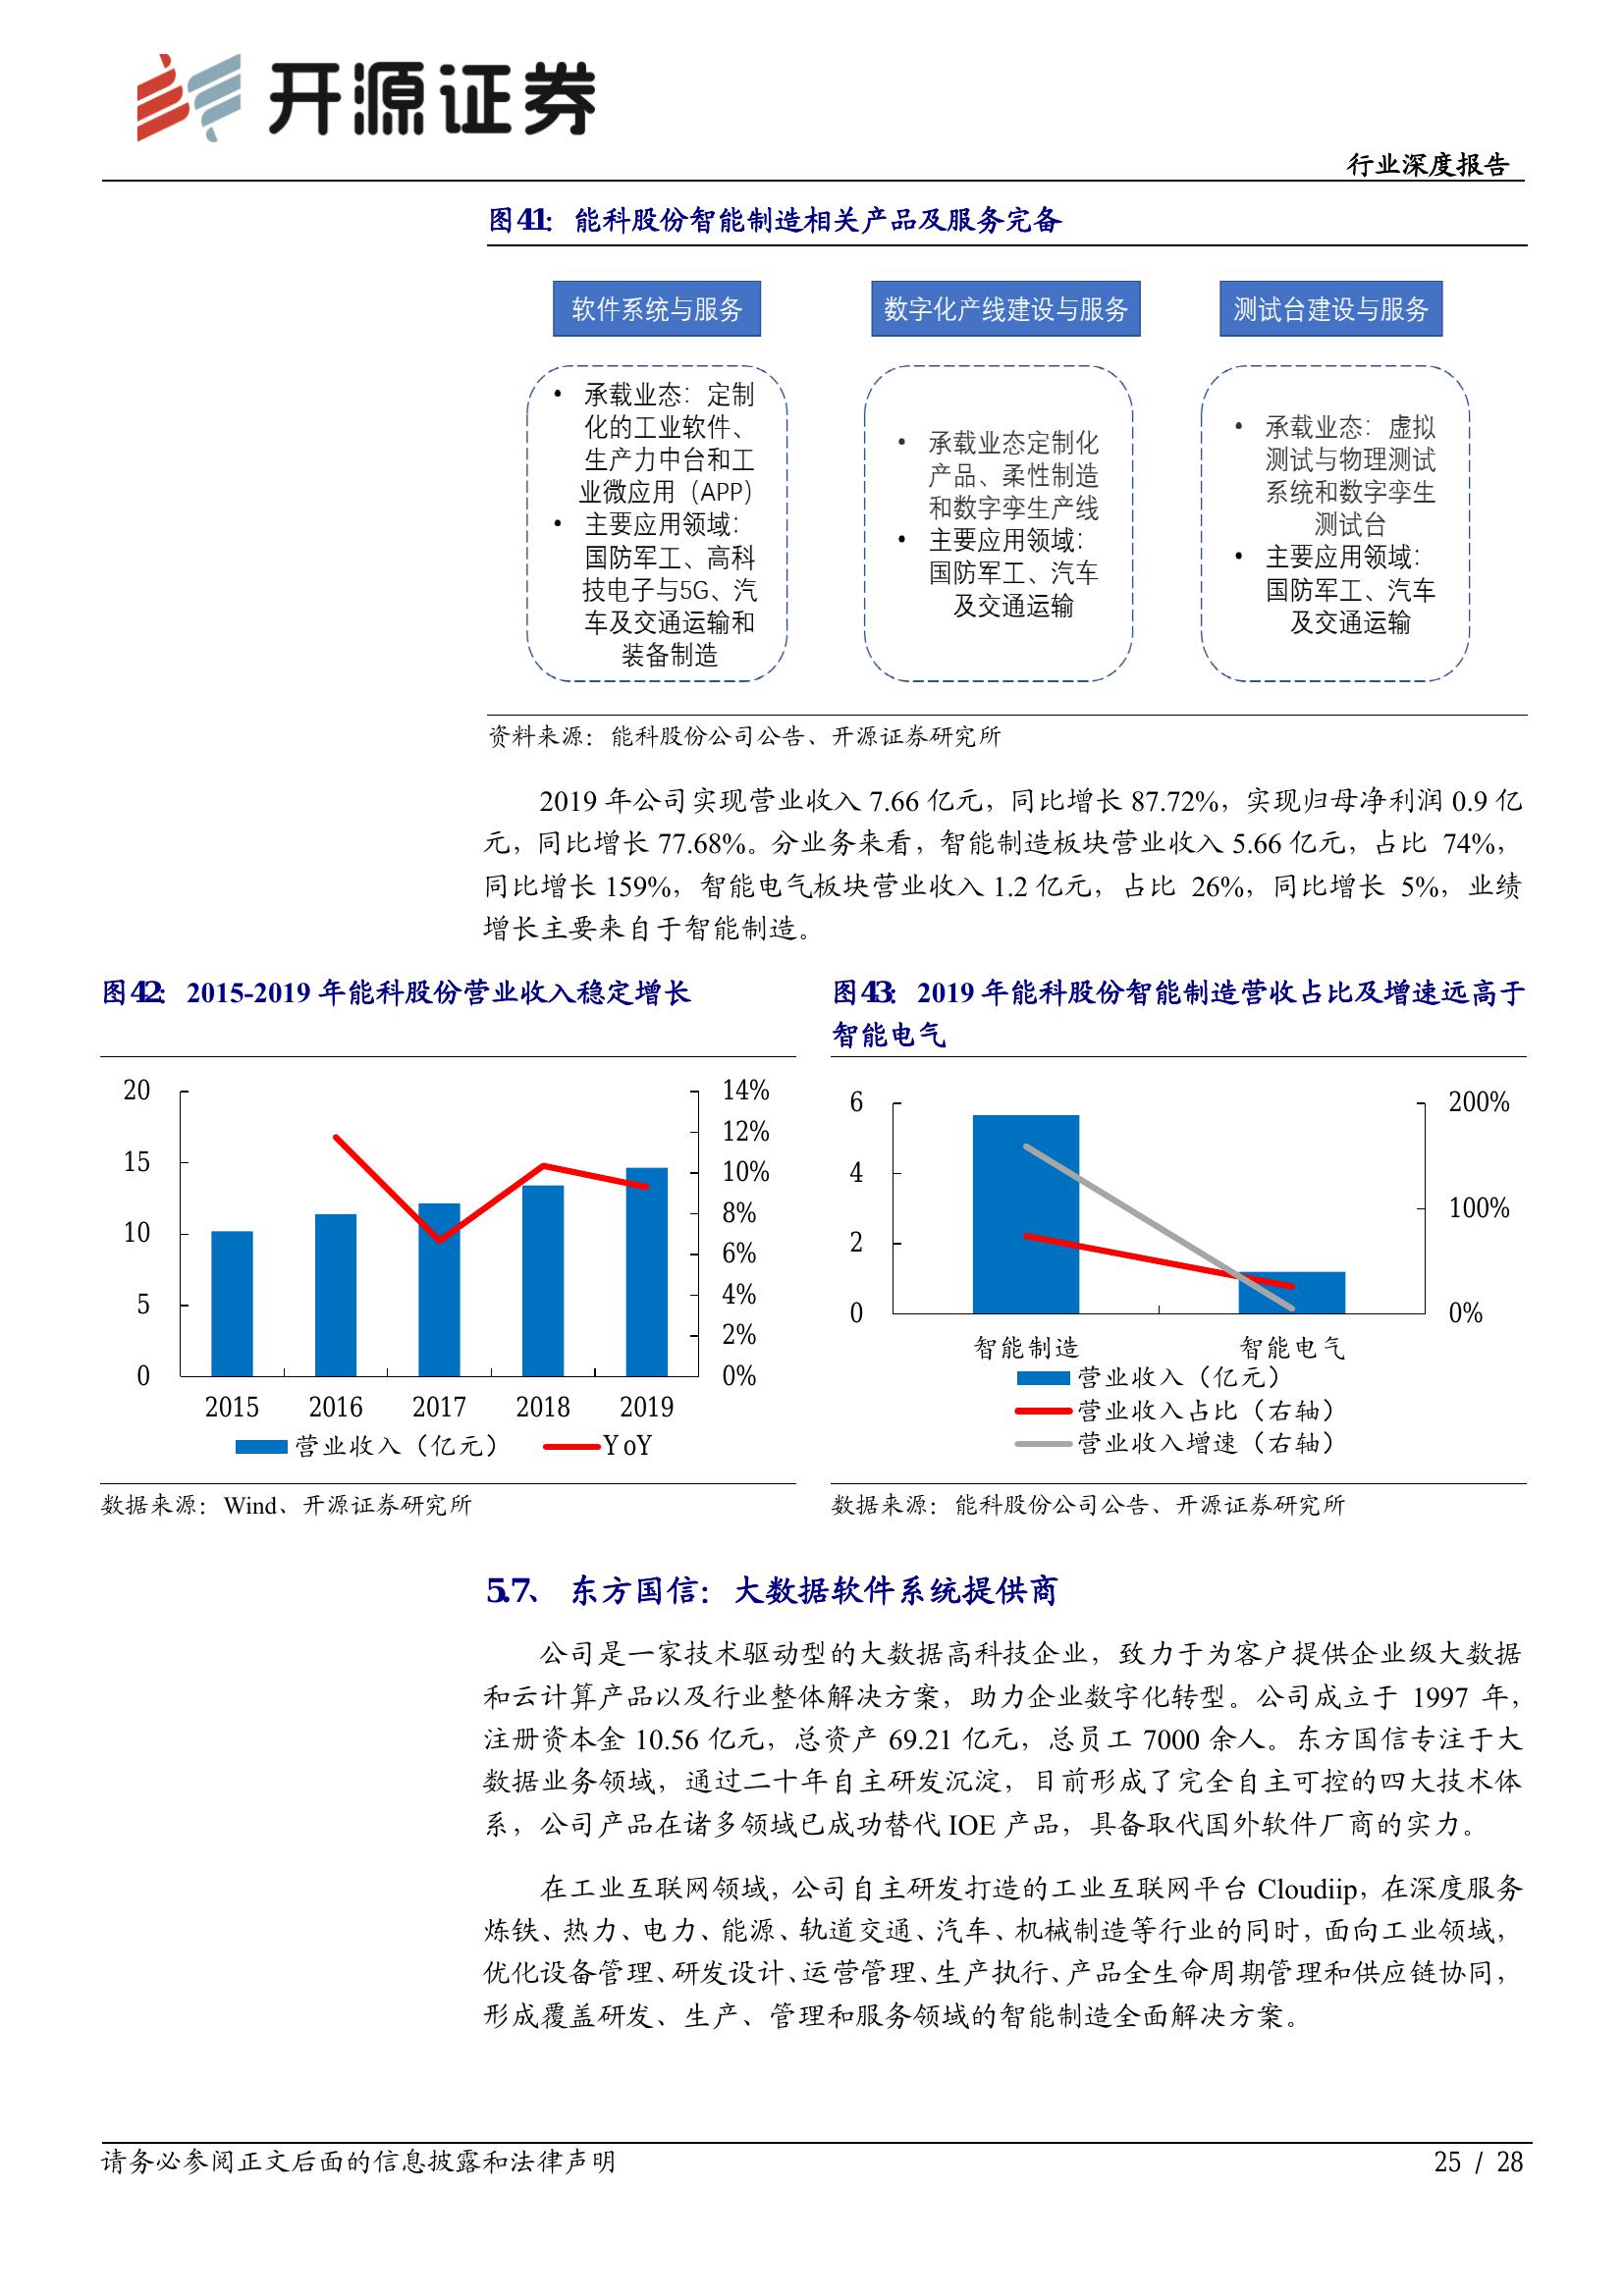 开源证券
行业深度报告
图41： 能科股份智能制造相关产品及服务完备
软件系统与服务
• 承载业态：定制
化的工业软件、
生产力中台和工
业微应用（APP）
• 主要应用领域：
国防军工、高科
技电子与5G、汽
车及交通运输和
装备制造
数字化产线建设与服务
• 承载业态定制化
产品、柔性制造
和数字孪生产线
• 主要应用领域：
国防军工、汽车
及交通运输
测试台建设与服务
• 承载业态：虚拟
测试与物理测试
系统和数字孪生
测试台
• 主要应用领域：
国防军工、汽车
及交通运输
资料来源：能科股份公司公告、开源证券研究所
2019 年公司实现营业收入 7.66 亿元，同比增长 87.72%，实现归母净利润 0.9 亿
元，同比增长 77.68%。分业务来看，智能制造板块营业收入 5.66 亿元，占比 74%，
同比增长 159%，智能电气板块营业收入 1.2 亿元，占比 26%，同比增长 5%，业绩
增长主要来自于智能制造。
图42： 2015-2019 年能科股份营业收入稳定增长
20
15
10
5
0
14%
12%
10%
8%
6%
4%
2%
0%
2015 2016 2017 2018 2019
营业收入（亿元） YoY
数据来源：Wind、开源证券研究所
图43： 2019 年能科股份智能制造营收占比及增速远高于
智能电气
6
4
2
0
200%
100%
0%
智能制造 智能电气
营业收入（亿元）
营业收入占比（右轴）
营业收入增速（右轴）
数据来源：能科股份公司公告、开源证券研究所
5.7、 东方国信：大数据软件系统提供商
公司是一家技术驱动型的大数据高科技企业，致力于为客户提供企业级大数据
和云计算产品以及行业整体解决方案，助力企业数字化转型。公司成立于 1997 年，
注册资本金 10.56 亿元，总资产 69.21 亿元，总员工 7000 余人。东方国信专注于大
数据业务领域，通过二十年自主研发沉淀，目前形成了完全自主可控的四大技术体
系，公司产品在诸多领域已成功替代 IOE 产品，具备取代国外软件厂商的实力。
在工业互联网领域，公司自主研发打造的工业互联网平台 Cloudiip，在深度服务
炼铁、热力、电力、能源、轨道交通、汽车、机械制造等行业的同时，面向工业领域，
优化设备管理、研发设计、运营管理、生产执行、产品全生命周期管理和供应链协同，
形成覆盖研发、生产、管理和服务领域的智能制造全面解决方案。
请务必参阅正文后面的信息披露和法律声明
25 / 28